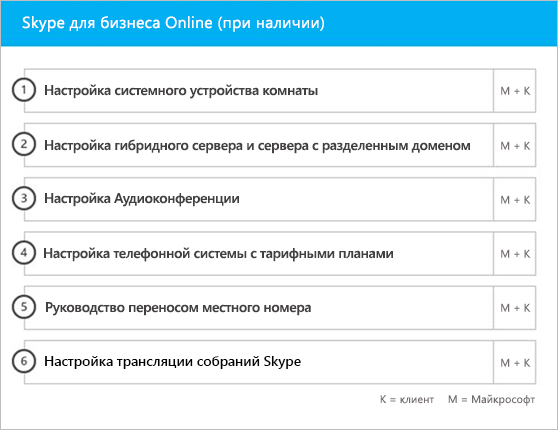 Skype для бизнеса Online (при наличии)
1 Настройка системного устройства комнаты М + К
2 Настройка гибридного сервера и сервера с разделенным доменом М + К
3 Настройка Аудиоконференции М + К
4 Настройка телефонной системы с тарифными планами М + К
5 Руководство переносом местного номера М + К
6 Настройка трансляции собраний Skype М + К
К = клиент М = Майкрософт